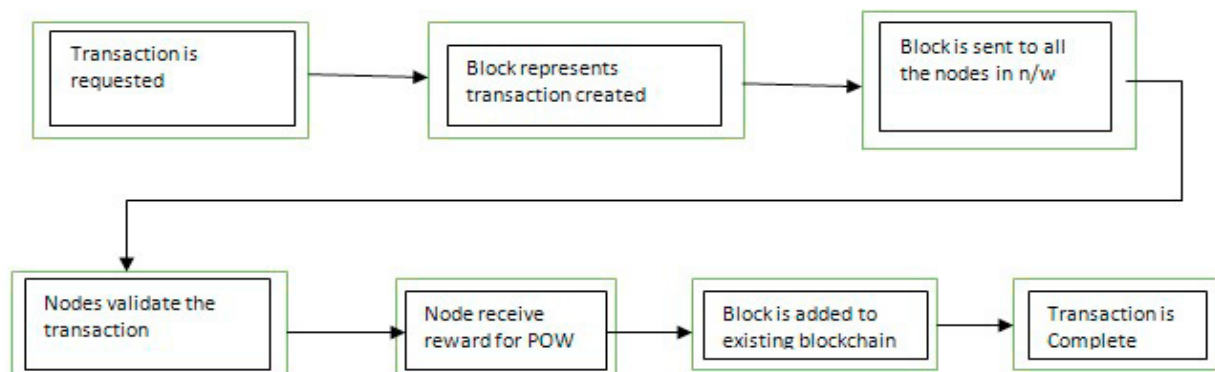 Transaction is
requested
Block represents
transaction created
Block is sent to all
the nodes in n/w
Nodes validate the
transaction
Node receive
reward for POW
Block is added to
existing blockchain
Transaction is
Complete